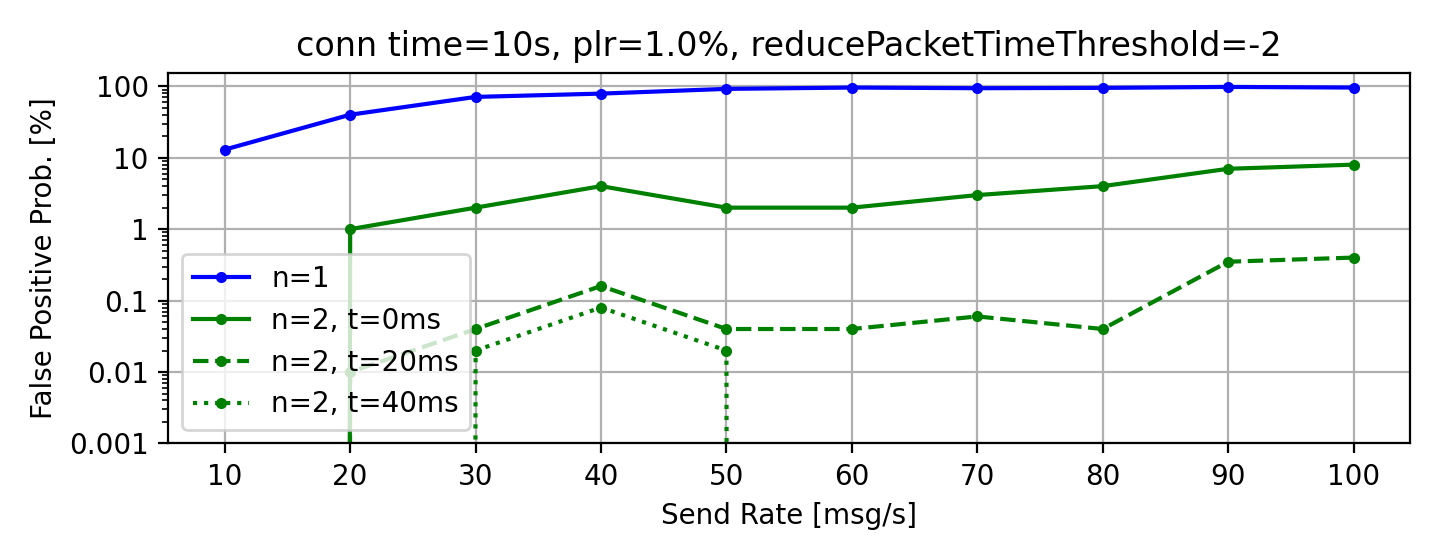 conn time=10s, plr=1.0%, reducePacketTimeThreshold=-2
False Positive Prob. [%]
100
10
1
0.1
0.01
0.001
n=1
n=2, t=0ms
n=2, t=20ms
n=2, t=40ms
10 20 30 40 50 60 70 80 90 100
Send Rate [msg/s]